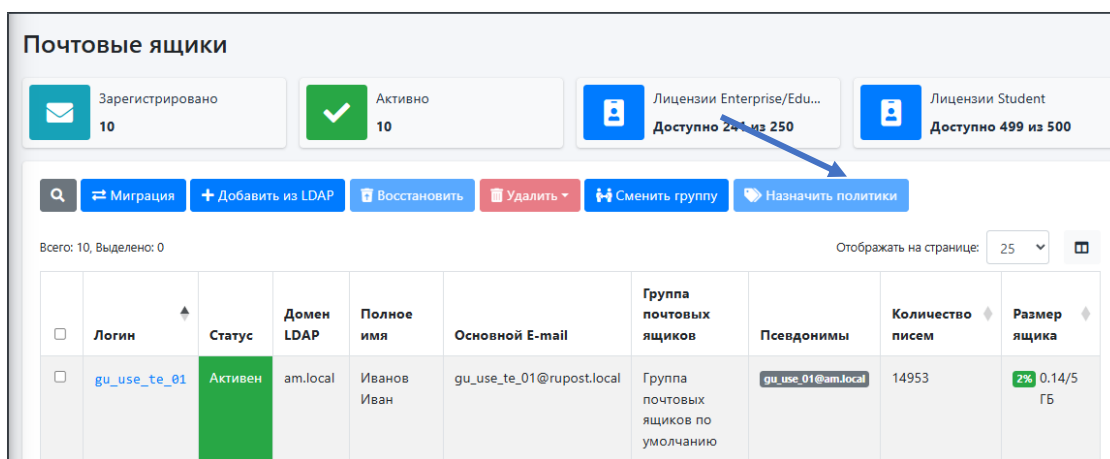 Почтовые ящики
Зарегистрировано
10
Активно
10
Лицензии Enterprise/Edu...
Доступно 241 из 250
Лицензии Student
Доступно 499 из 500
Миграция
Добавить из LDAP
Восстановить
Удалить
Сменить группу
Назначить политики
Всего: 10, Выделено: 0
Отображать на странице:
25
Логин
Статус
Домен
LDAP
Полное
имя
Основной E-mail
Группа
почтовых
ящиков
Псевдонимы
Количество
писем
Размер
ящика
gu_use_te_01
Активен
am.local
Иванов
Иван
gu_use_te_01@rupost.local
Группа
почтовых
ящиков по
умолчанию
gu_use_01@am.local
14953
2% 0.14/5
ГБ